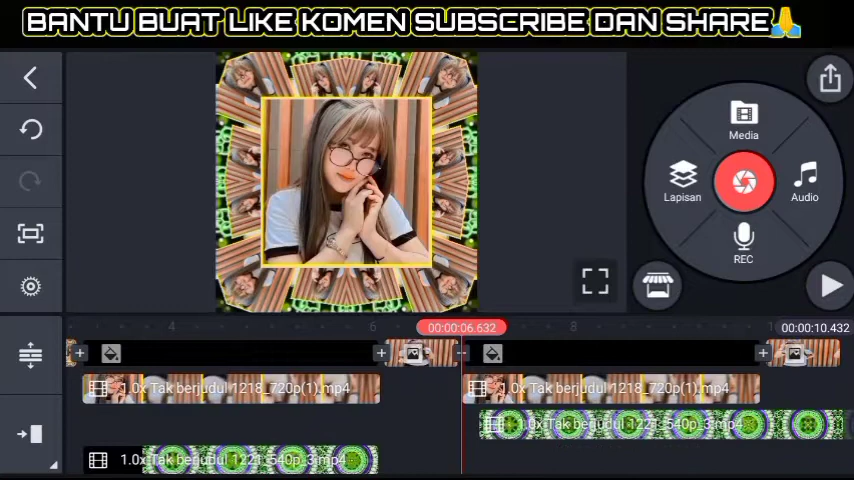 BANTU BUAT LIKE KOMEN SUBSCRIBE DAN SHARE🙏
Media
Lapisan
Audio
REC
4
6
00:00:06.632
8
00:00:10.432
1.0x Tak berjudul 1218_720p(1).mp4
1.0x Tak berjudul 1218_720p(1).mp4
1.0x Tak berjudul 1221_540p_3.mp4
1.0x Tak berjudul 1221_540p_3.mp4